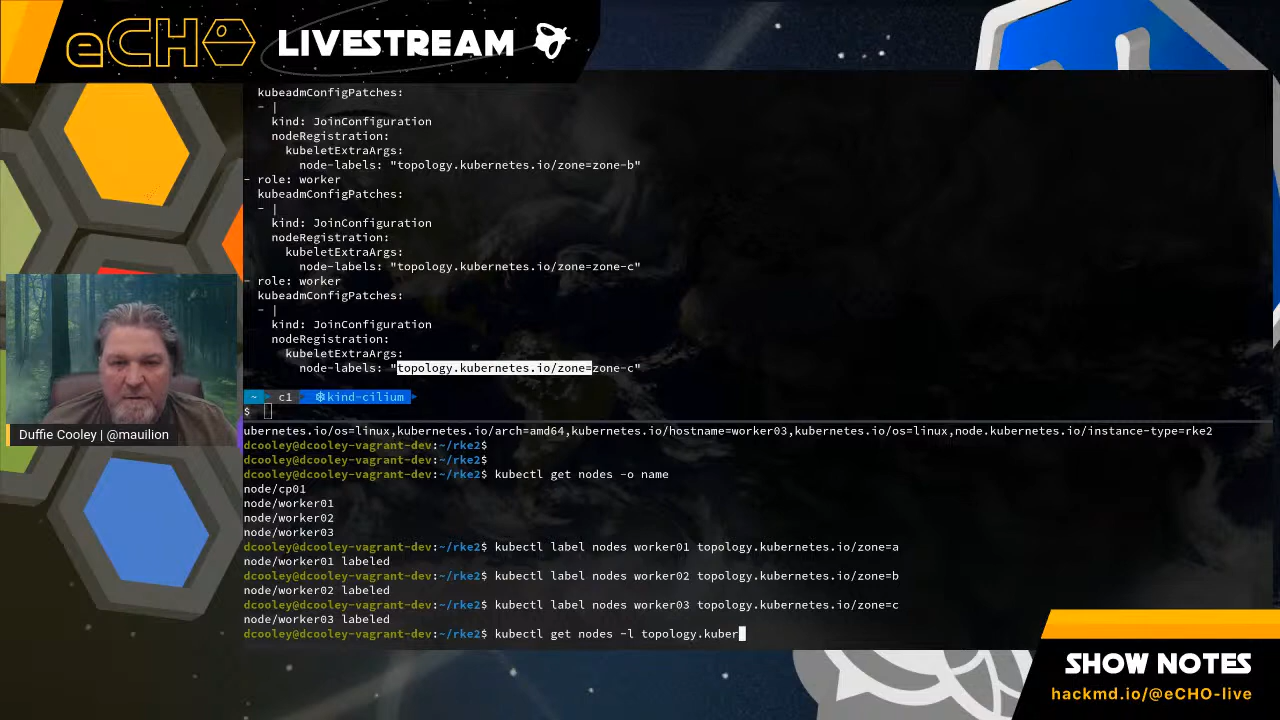 eCHO LIVESTREAM
kubeadmConfigPatches:
- |
kind: JoinConfiguration
nodeRegistration:
kubeletExtraArgs:
node-labels: "topology.kubernetes.io/zone=zone-b"
- role: worker
kubeadmConfigPatches:
- |
kind: JoinConfiguration
nodeRegistration:
kubeletExtraArgs:
node-labels: "topology.kubernetes.io/zone=zone-c"
- role: worker
kubeadmConfigPatches:
- |
kind: JoinConfiguration
nodeRegistration:
kubeletExtraArgs:
node-labels: "topology.kubernetes.io/zone=zone-c"
~ c1 ⎈kind-cilium
$
ubernetes.io/os=linux,kubernetes.io/arch=amd64,kubernetes.io/hostname=worker03,kubernetes.io/os=linux,node.kubernetes.io/instance-type=rke2
dcooley@dcooley-vagrant-dev:~/rke2$
dcooley@dcooley-vagrant-dev:~/rke2$
dcooley@dcooley-vagrant-dev:~/rke2$ kubectl get nodes -o name
node/cp01
node/worker01
node/worker02
node/worker03
dcooley@dcooley-vagrant-dev:~/rke2$ kubectl label nodes worker01 topology.kubernetes.io/zone=a
node/worker01 labeled
dcooley@dcooley-vagrant-dev:~/rke2$ kubectl label nodes worker02 topology.kubernetes.io/zone=b
node/worker02 labeled
dcooley@dcooley-vagrant-dev:~/rke2$ kubectl label nodes worker03 topology.kubernetes.io/zone=c
node/worker03 labeled
dcooley@dcooley-vagrant-dev:~/rke2$ kubectl get nodes -l topology.kuber
Duffie Cooley | @mauilion
SHOW NOTES
hackmd.io/@eCHO-live